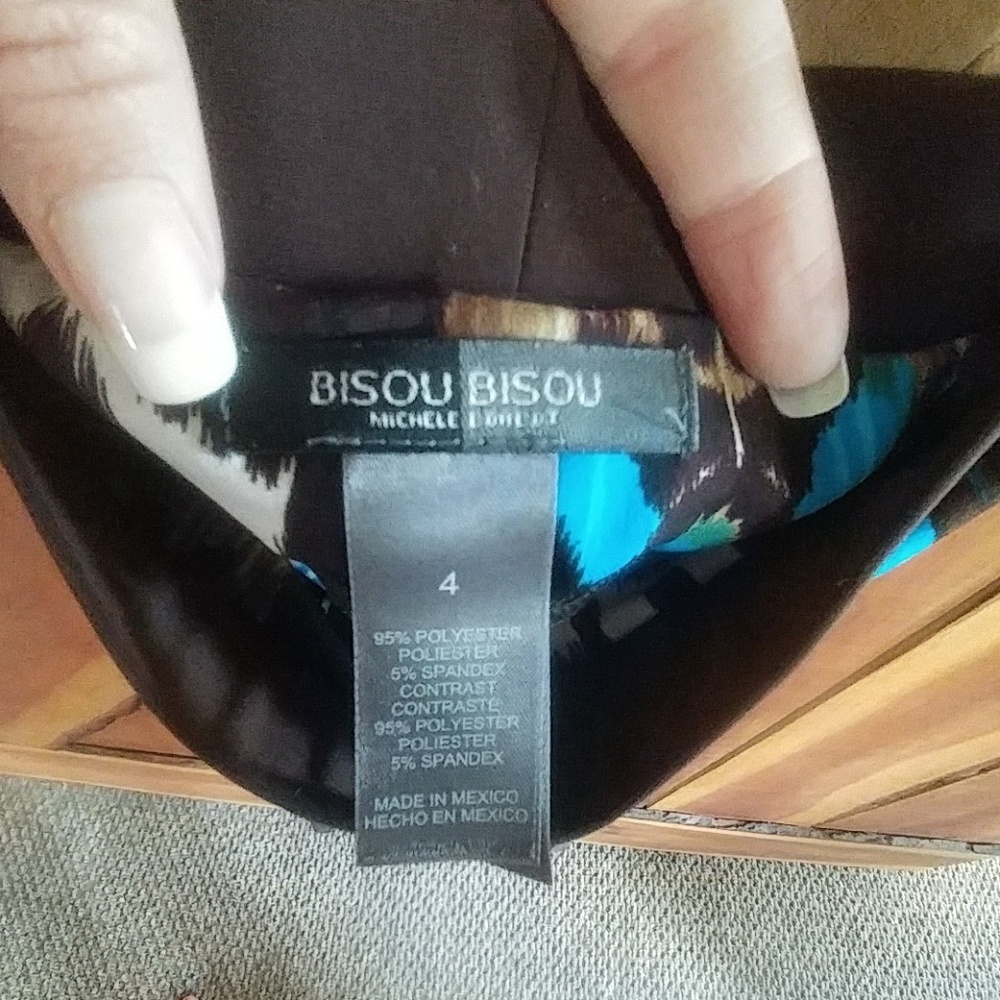 BISOU BISOU
MICHELE
4
95% POLYESTER
POLIESTER
5% SPANDEX
CONTRAST
CONTRASTE
95% POLYESTER
POLIESTER
5% SPANDEX
MADE IN MEXICO
HECHO EN MEXICO